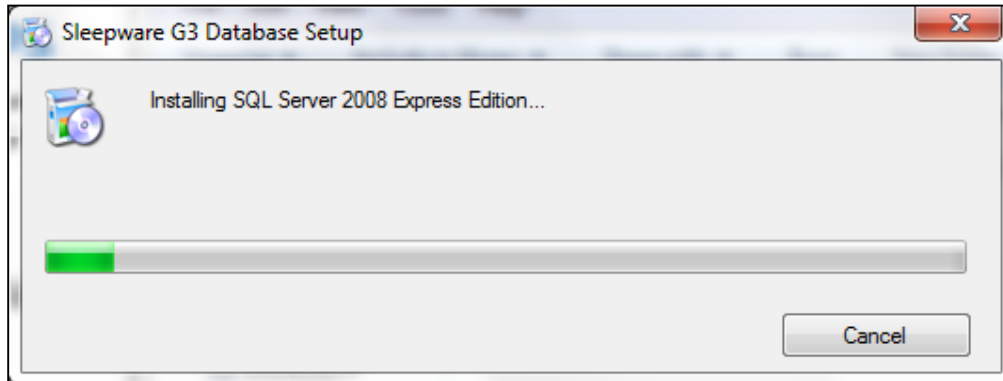 Sleepware G3 Database Setup
Installing SQL Server 2008 Express Edition...
Cancel